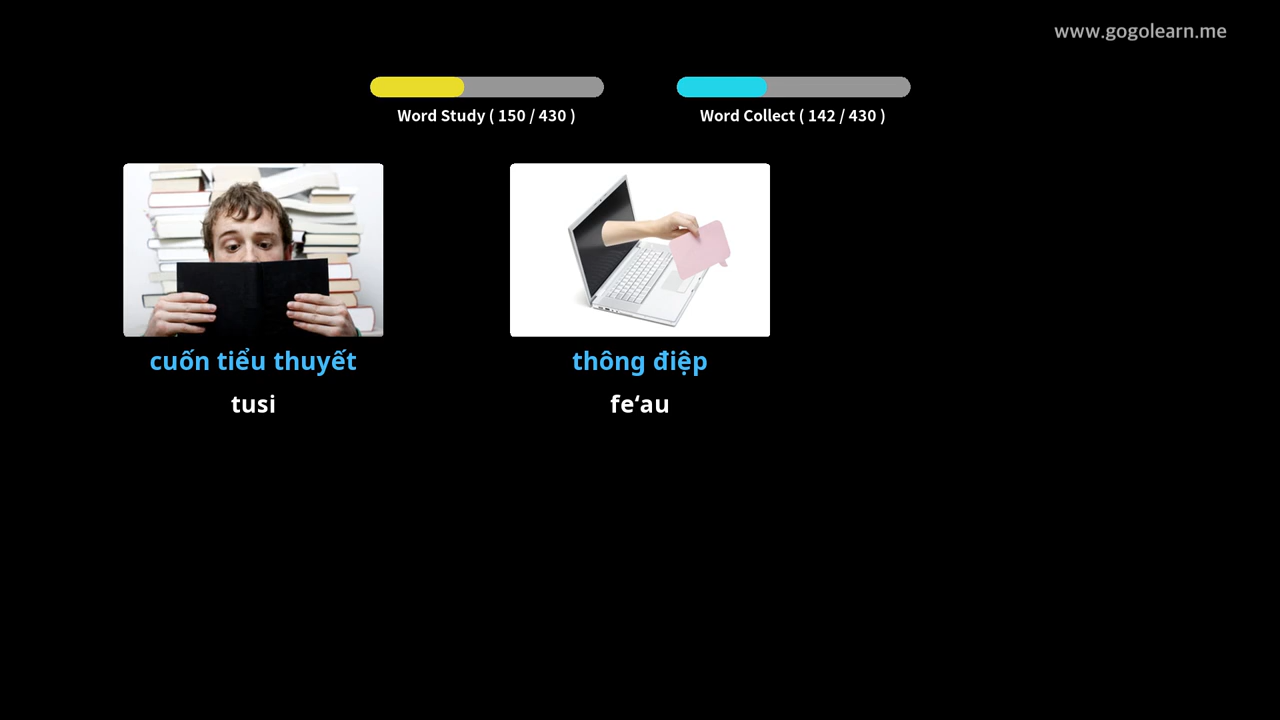 www.gogolearn.me
Word Study ( 150 / 430 )
Word Collect ( 142 / 430 )
cuốn tiểu thuyết
thông điệp
tusi
feʻau